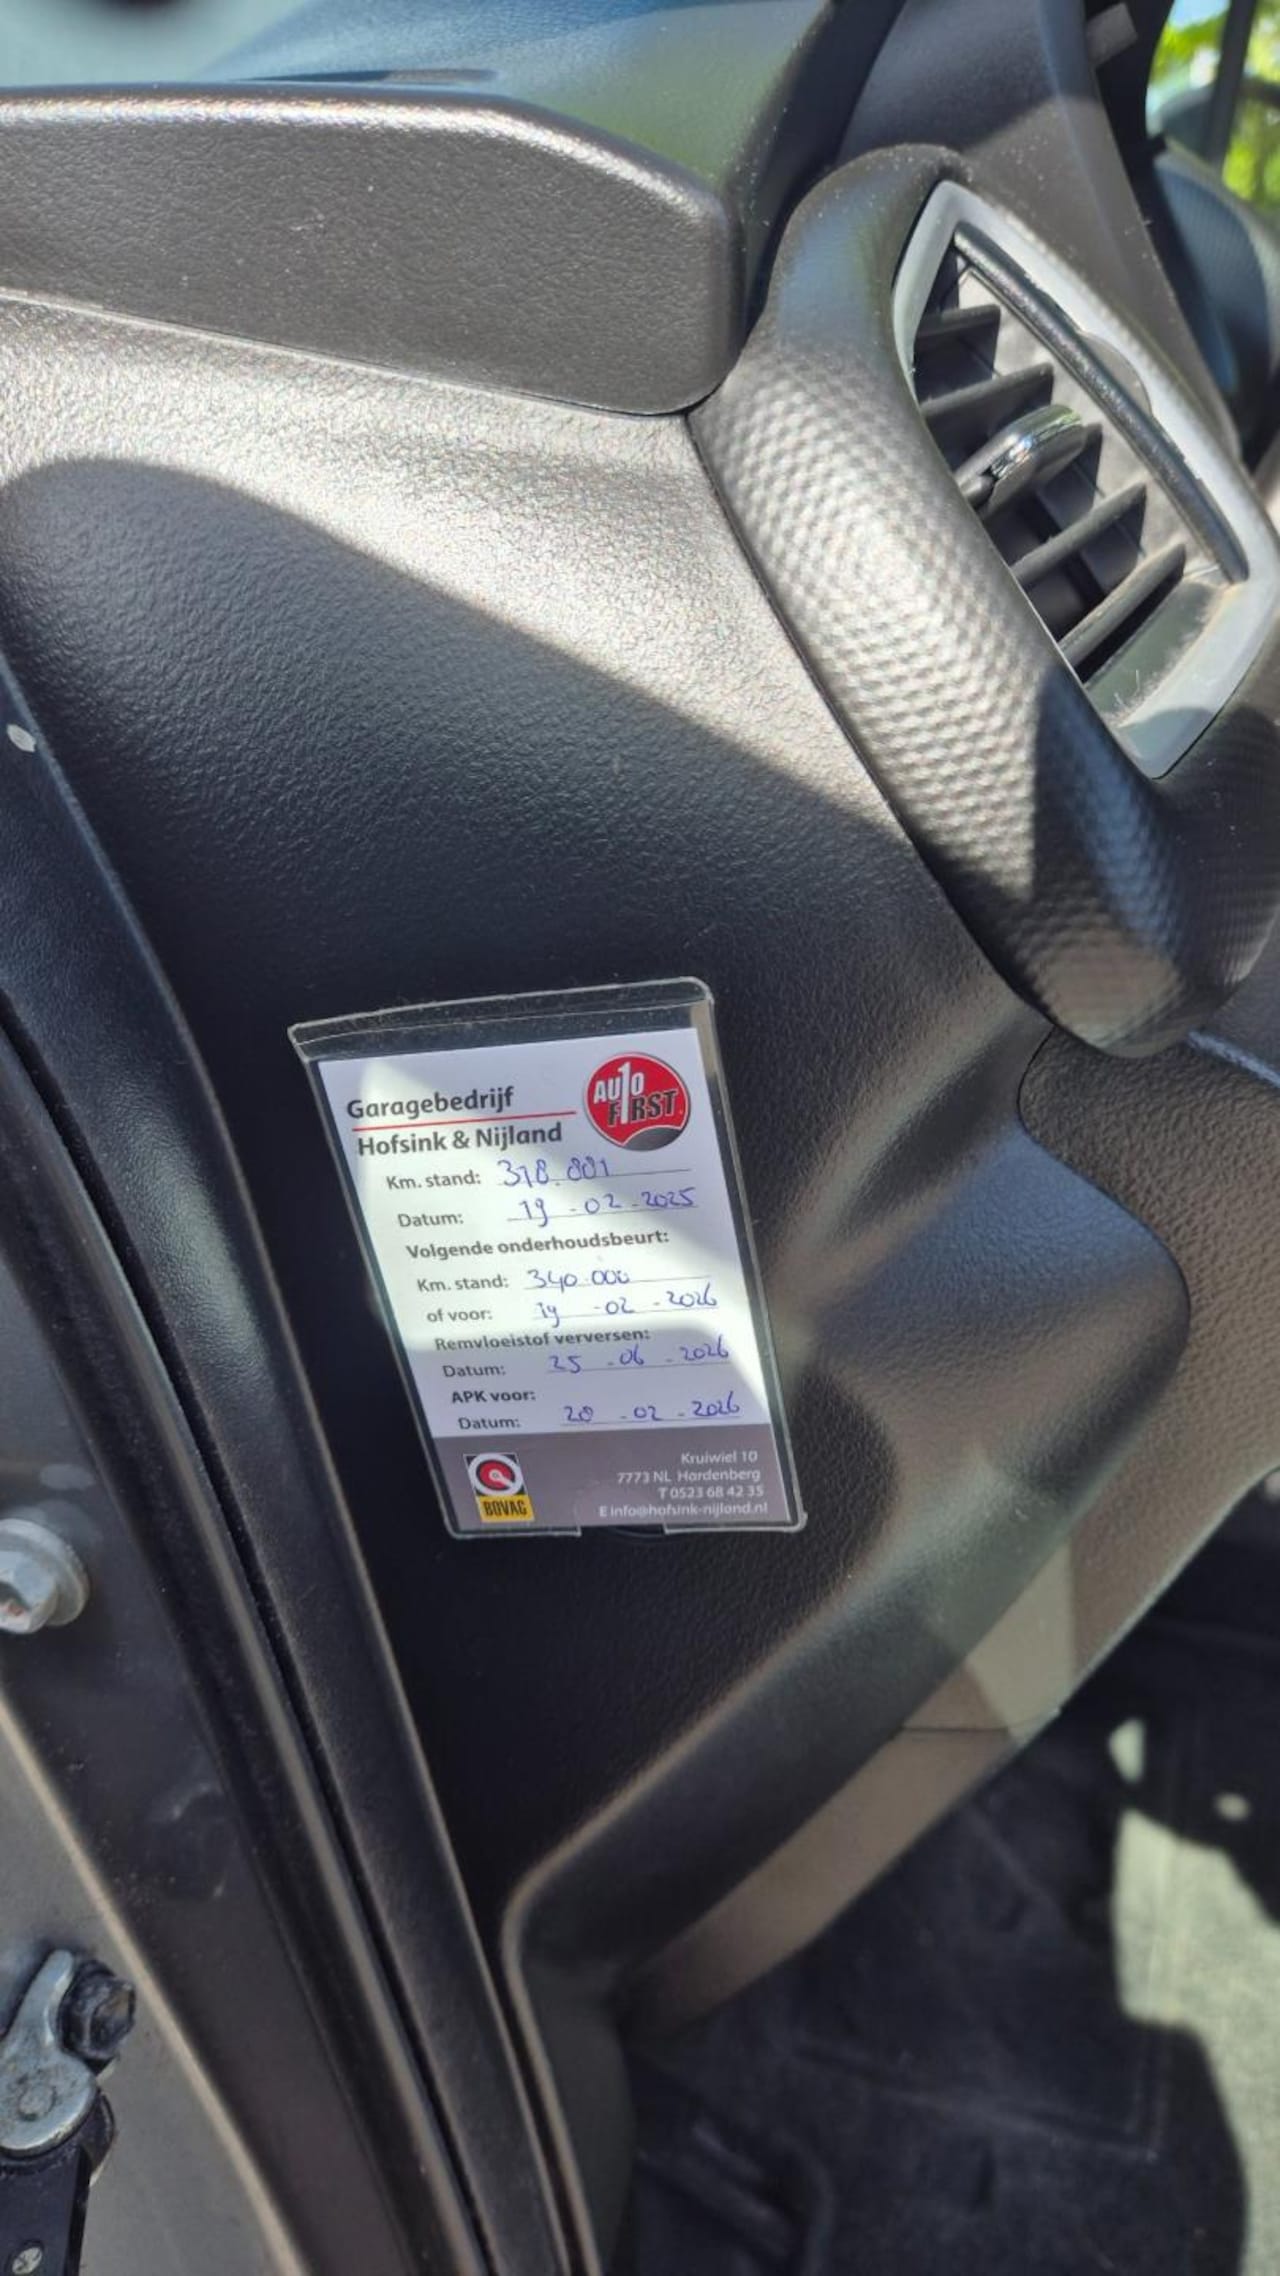 Garagebedrijf
Hofsink & Nijland
AU1O
FIRST
Km. stand: 318.881
Datum: 19 - 02 - 2025
Volgende onderhoudsbeurt:
Km. stand: 340.000
of voor: 19 - 02 - 2026
Remvloeistof verversen:
Datum: 25 - 06 - 2026
APK voor:
Datum: 20 - 02 - 2026
BOVAG
Kruiwiel 10
7773 NL Hardenberg
T 0523 68 42 35
E info@hofsink-nijland.nl